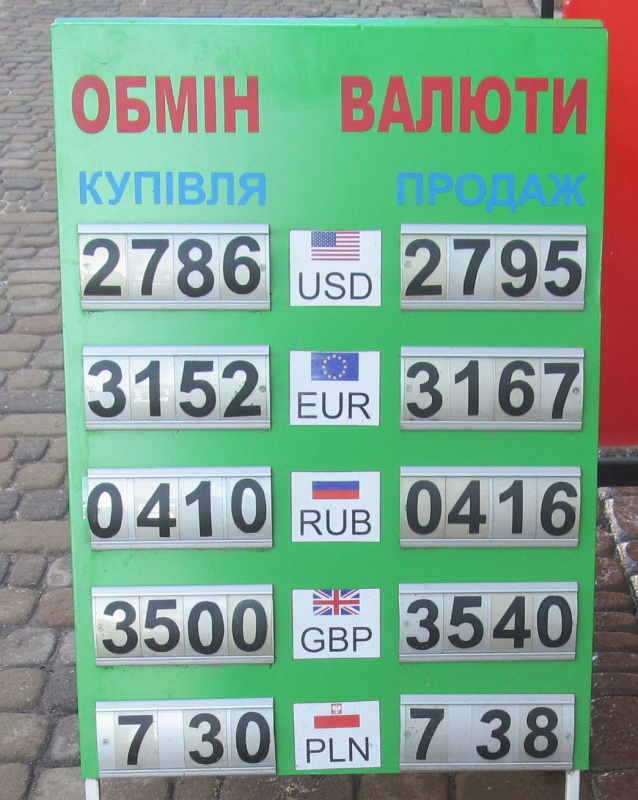 ОБМІН ВАЛЮТИ
КУПІВЛЯ ПРОДАЖ
2786 USD 2795
3152 EUR 3167
0410 RUB 0416
3500 GBP 3540
7 30 PLN 7 38